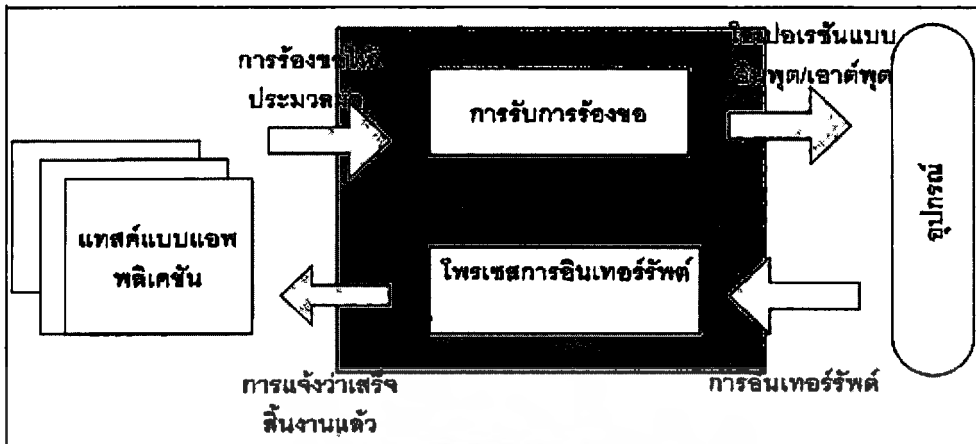 การร้องขอ
ประมวล
การรับการร้องขอ
โอเปอเรชันแบบ
อินพุต/เอาต์พุต
แทสค์แบบแอพ
พลิเคชัน
โพรเซสการอินเทอร์รัพต์
อุปกรณ์
การแจ้งว่าเสร็จ
สิ้นงานแล้ว
การอินเทอร์รัพต์